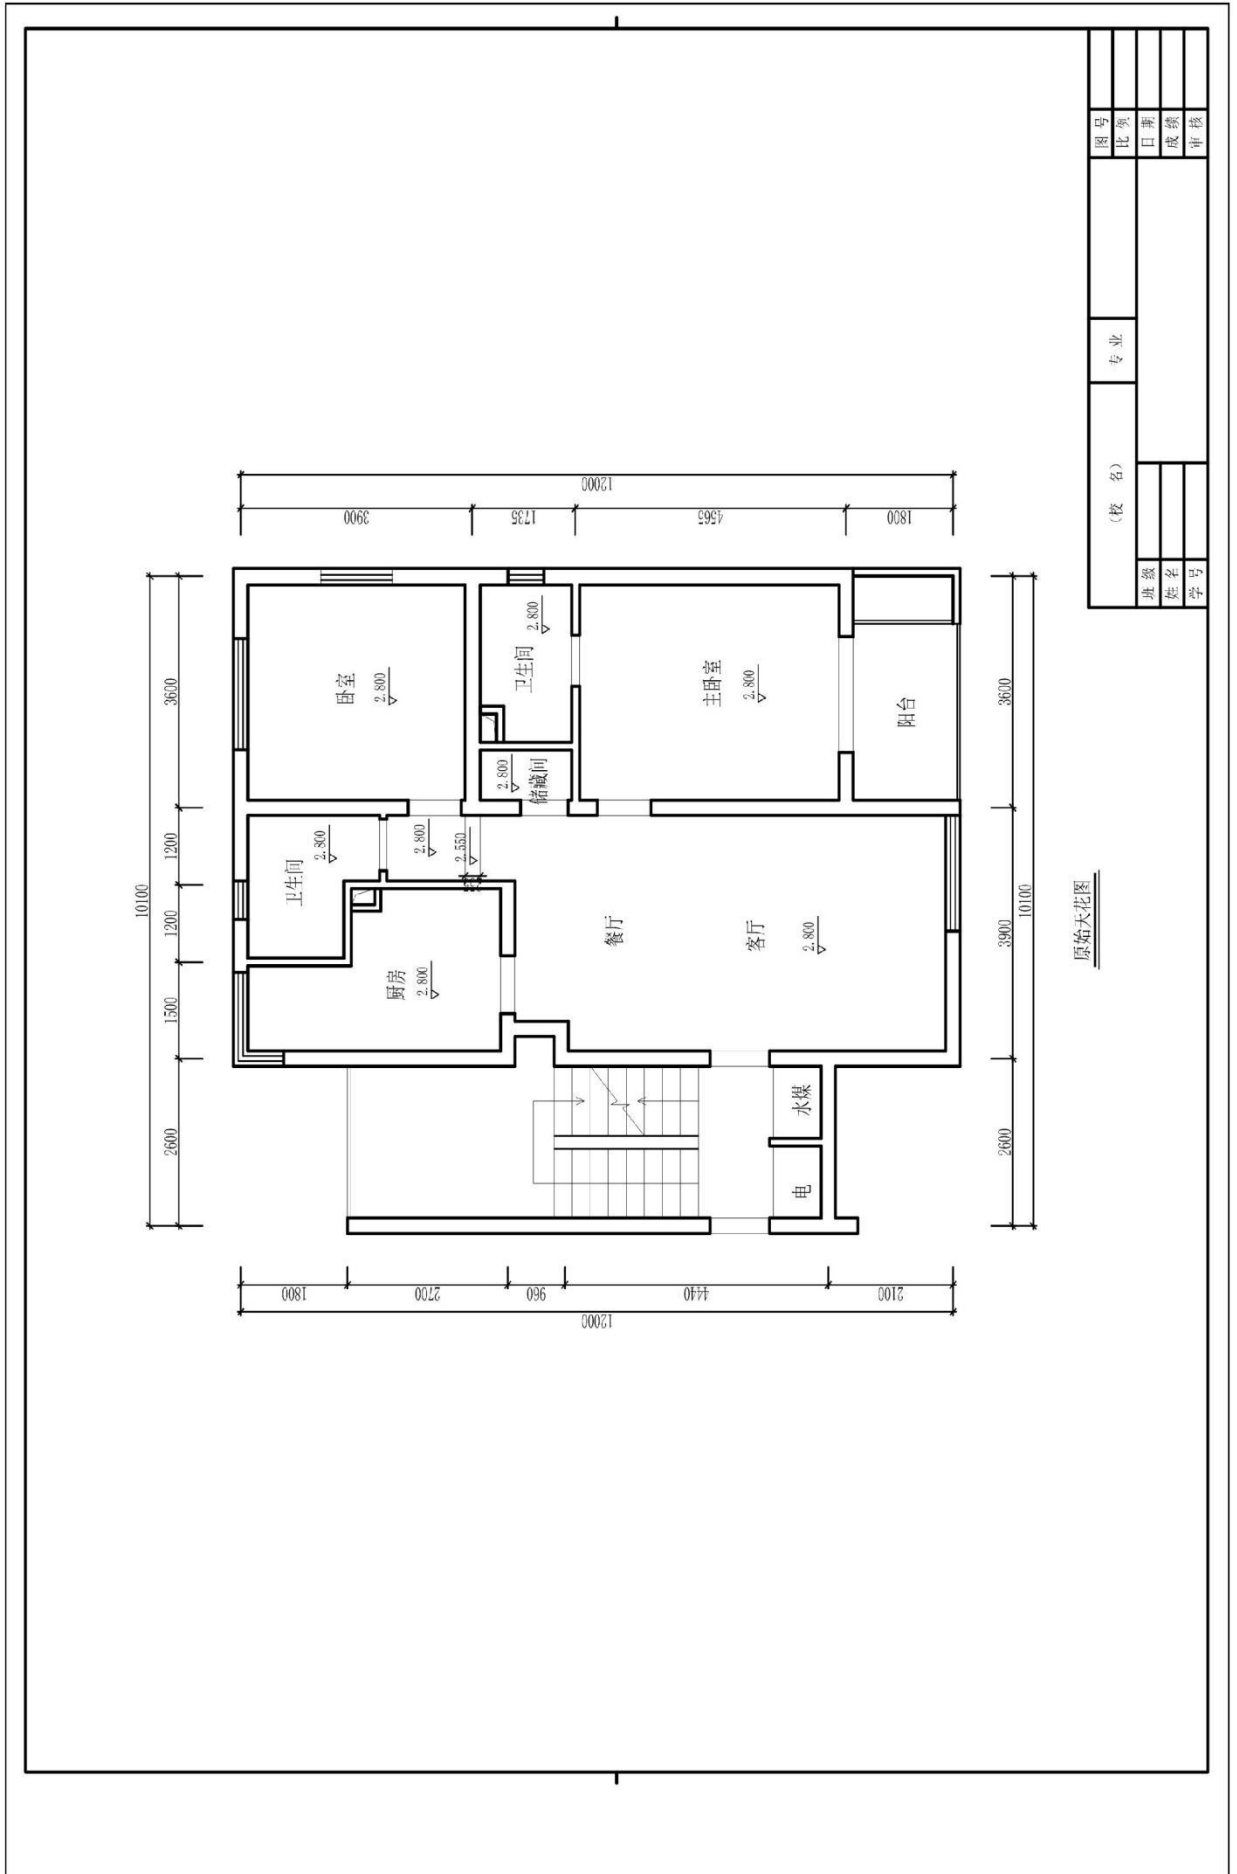 10100
2600
1500
1200
1200
3600
12000
1800
2700
960
4440
2100
卫生间
2.800
卧室
2.800
厨房
2.800
2.800
2.550
2.800
储藏间
卫生间
2.800
餐厅
客厅
2.800
主卧室
2.800
电
水煤
阳台
3900
1735
4565
1800
12000
2600
3900
3600
10100
原始天花图
(校 名)
专 业
图 号
比 例
班 级
日 期
姓 名
成 绩
学 号
审 核